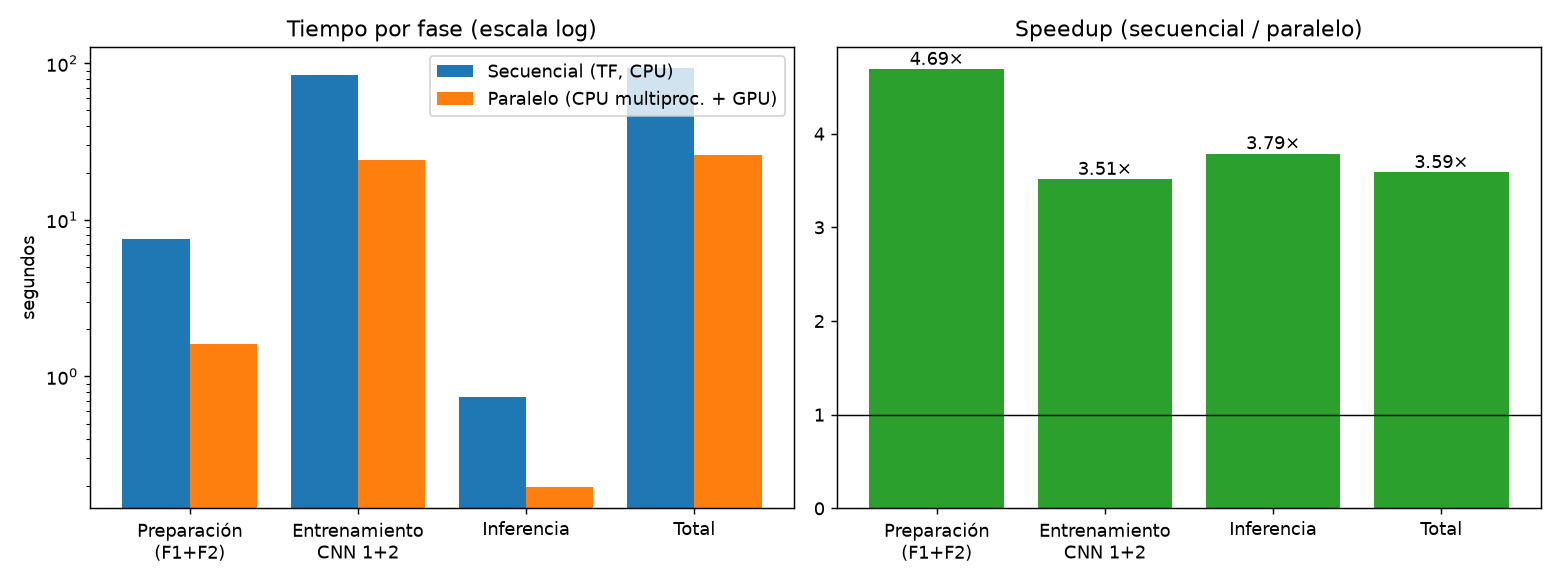 Tiempo por fase (escala log)
Secuencial (TF, CPU)
Paralelo (CPU multiproc. + GPU)
segundos
10²
10¹
10⁰
Preparación
(F1+F2)
Entrenamiento
CNN 1+2
Inferencia
Total
Speedup (secuencial / paralelo)
4.69×
3.51×
3.79×
3.59×
4
3
2
1
0
Preparación
(F1+F2)
Entrenamiento
CNN 1+2
Inferencia
Total